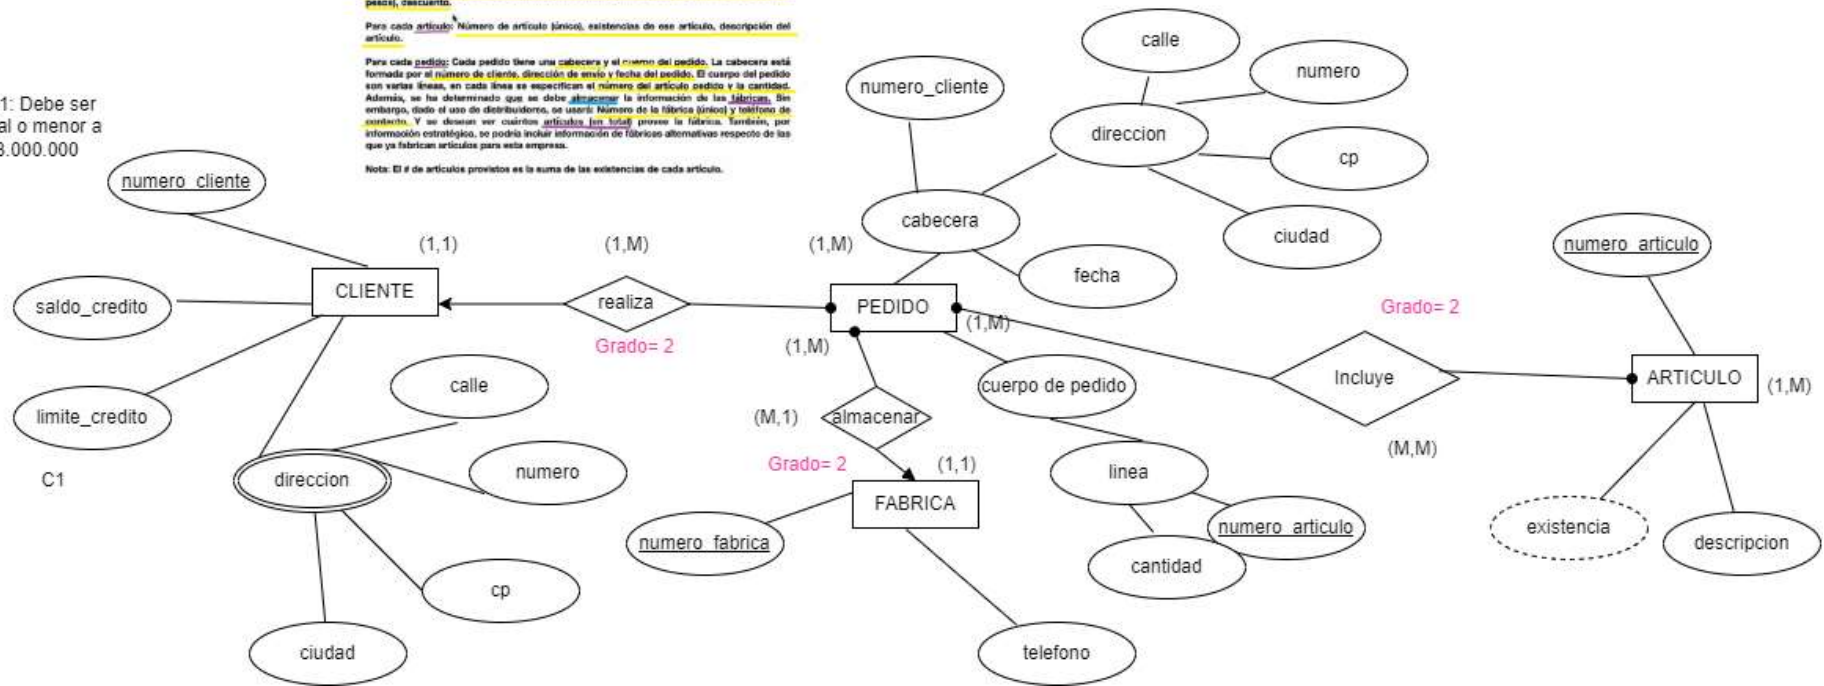 pesos), descuento.
Para cada artículo: Número de artículo (único), existencias de ese artículo, descripción del
artículo.
Para cada pedido: Cada pedido tiene una cabecera y el cuerpo del pedido. La cabecera está
formada por el número de cliente, dirección de envío y fecha del pedido. El cuerpo del pedido
son varias líneas, en cada línea se especifican el número del artículo pedido y la cantidad.
Además, se ha determinado que se debe almacenar la información de las fábricas. Sin
embargo, dado el uso de distribuidores, se usará: Número de la fábrica (único) y teléfono de
contacto. Y se desean ver cuántos artículos (en total) provee la fábrica. También, por
información estratégica, se podría incluir información de fábricas alternativas respecto de las
que ya fabrican artículos para esta empresa.
Nota: El # de artículos provistos es la suma de las existencias de cada artículo.
1: Debe ser
al o menor a
3.000.000
numero_cliente
saldo_credito
limite_credito
C1
CLIENTE
(1,1)
direccion
calle
numero
cp
ciudad
(1,M)
realiza
Grado= 2
(1,M)
PEDIDO
(1,M)
(1,M)
numero_cliente
cabecera
fecha
direccion
calle
numero
cp
ciudad
(M,1)
almacenar
Grado= 2
(1,1)
FABRICA
numero_fabrica
telefono
cuerpo de pedido
linea
numero_articulo
cantidad
Grado= 2
Incluye
(M,M)
numero_articulo
ARTICULO
(1,M)
existencia
descripcion